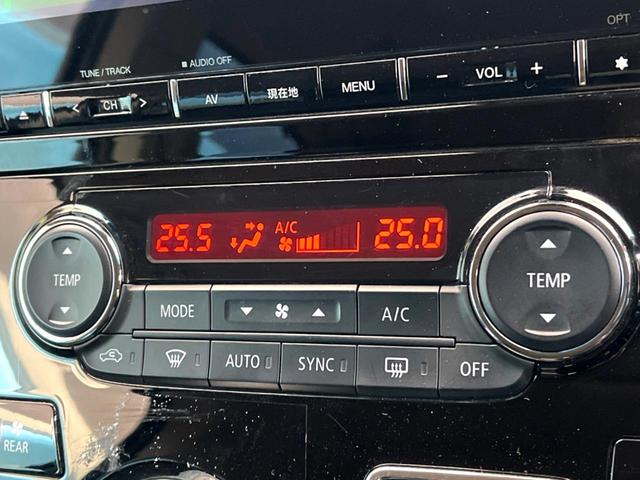 OPT
TUNE / TRACK
■ AUDIO OFF
< CH >
AV
現在地
MENU
− VOL +
25.5 A/C 25.0
TEMP
TEMP
MODE
A/C
AUTO
SYNC
OFF
REAR